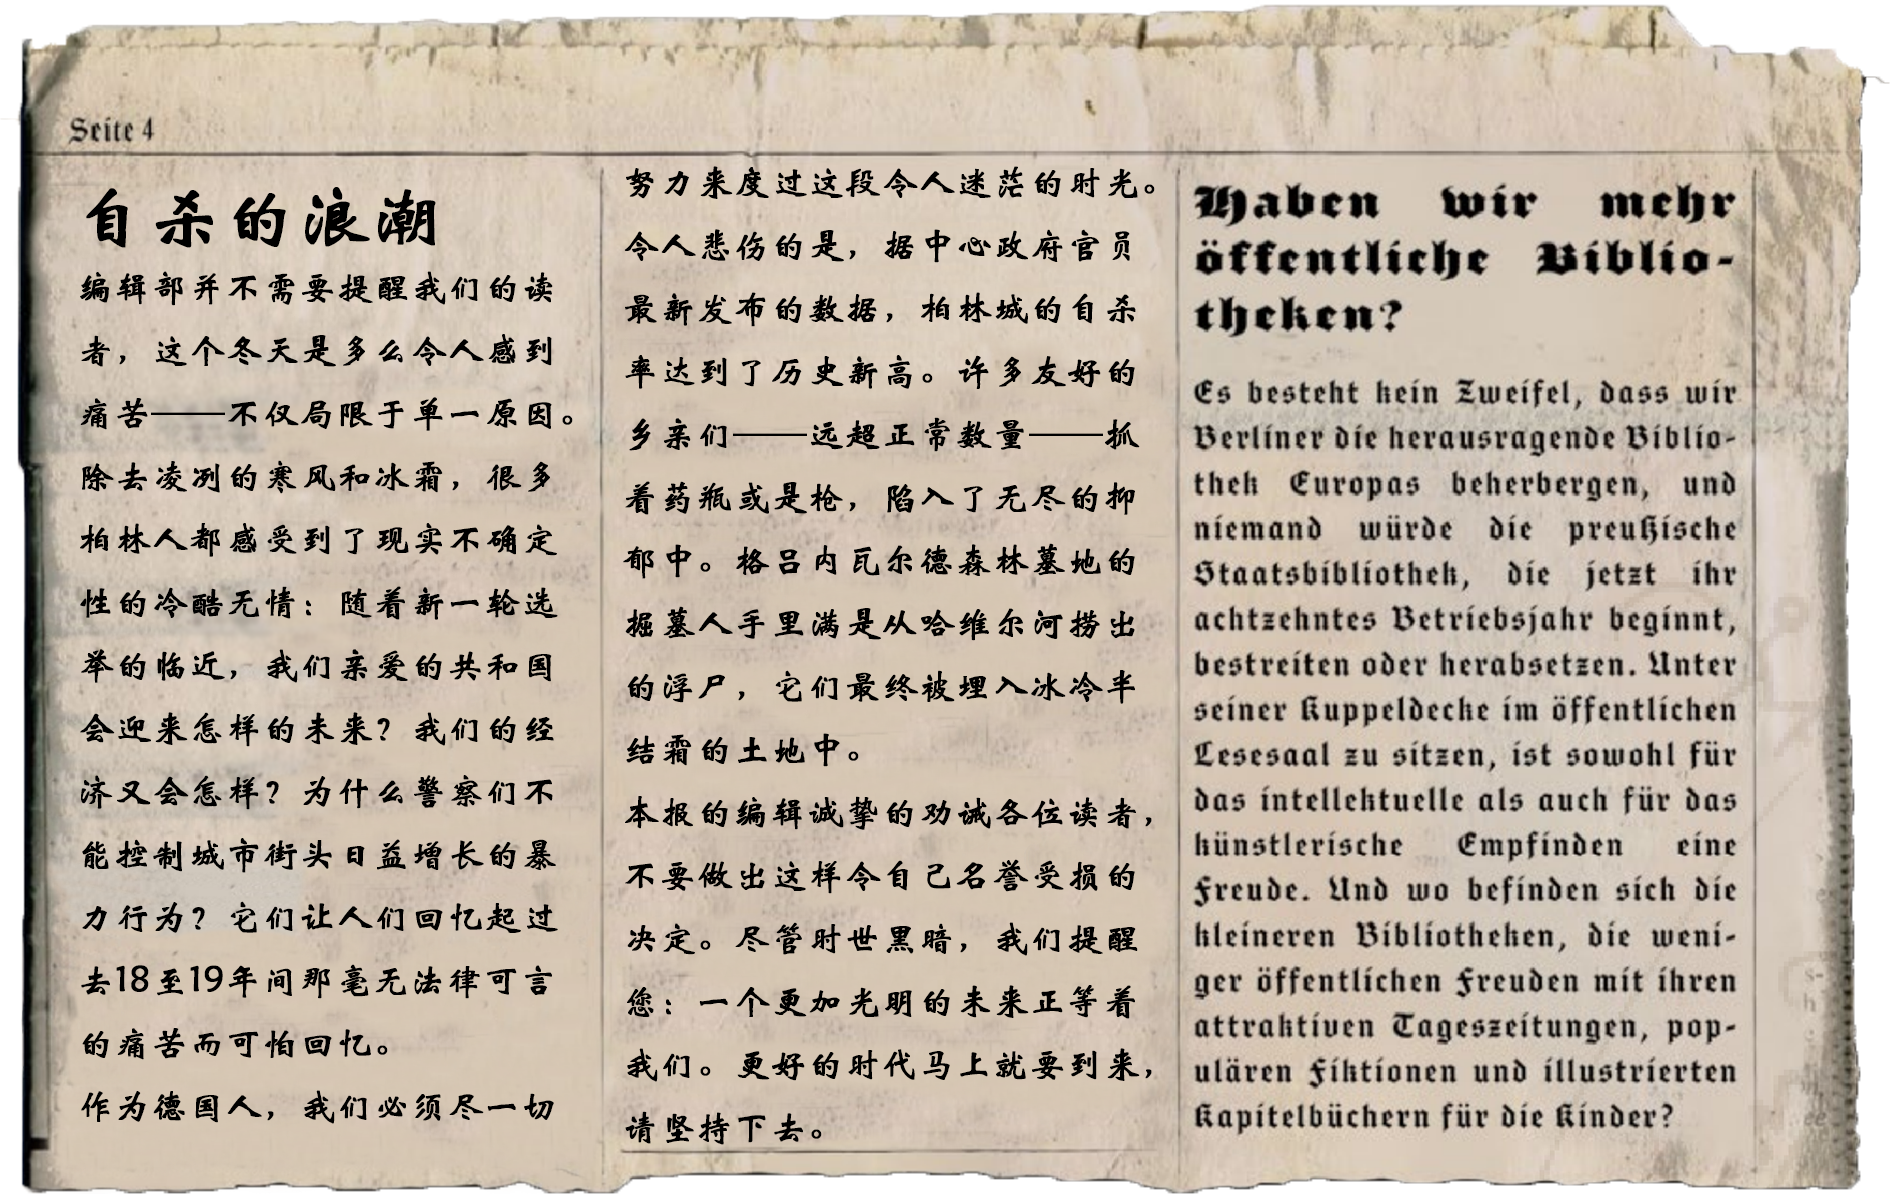 Seite 4
自杀的浪潮
编辑部并不需要提醒我们的读
者，这个冬天是多么令人感到
痛苦——不仅局限于单一原因。
除去凌冽的寒风和冰霜，很多
柏林人都感受到了现实不确定
性的冷酷无情：随着新一轮选
举的临近，我们亲爱的共和国
会迎来怎样的未来？我们的经
济又会怎样？为什么警察们不
能控制城市街头日益增长的暴
力行为？它们让人们回忆起过
去18至19年间那毫无法律可言
的痛苦而可怕回忆。
作为德国人，我们必须尽一切
努力来度过这段令人迷茫的时光。
令人悲伤的是，据中心政府官员
最新发布的数据，柏林城的自杀
率达到了历史新高。许多友好的
乡亲们——远超正常数量——抓
着药瓶或是枪，陷入了无尽的抑
郁中。格吕内瓦尔德森林墓地的
掘墓人手里满是从哈维尔河捞出
的浮尸，它们最终被埋入冰冷半
结霜的土地中。
本报的编辑诚挚的劝诫各位读者，
不要做出这样令自己名誉受损的
决定。尽管时世黑暗，我们提醒
您：一个更加光明的未来正等着
我们。更好的时代马上就要到来，
请坚持下去。
Haben wir mehr
öffentliche Biblio-
theken?
Es besteht kein Zweifel, dass wir
Berliner die herausragende Biblio-
thek Europas beherbergen, und
niemand würde die preußische
Staatsbibliothek, die jetzt ihr
achtzehntes Betriebsjahr beginnt,
bestreiten oder herabsetzen. Unter
seiner Kuppeldecke im öffentlichen
Lesesaal zu sitzen, ist sowohl für
das intellektuelle als auch für das
künstlerische Empfinden eine
Freude. Und wo befinden sich die
kleineren Bibliotheken, die weni-
ger öffentlichen Freuden mit ihren
attraktiven Tageszeitungen, pop-
ulären Fiktionen und illustrierten
Kapitelbüchern für die Kinder?